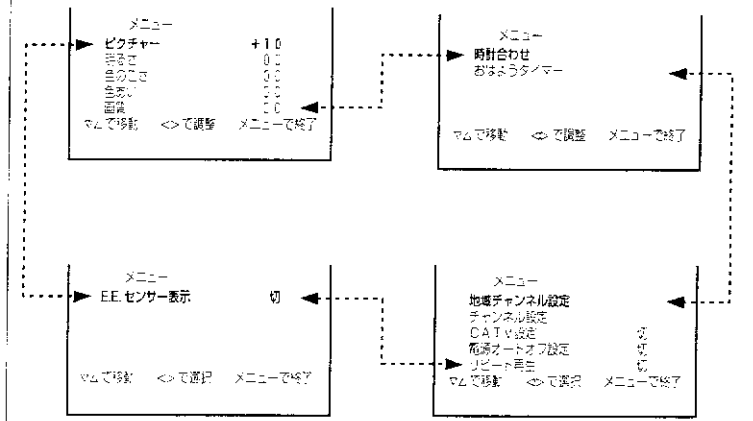 メニュー
ピクチャー +10
明るさ 00
色のこさ 00
色あい 00
画質 00
▽△で移動 <>で調整 メニューで終了
メニュー
時計合わせ
おはようタイマー
▽△で移動 <>で調整 メニューで終了
メニュー
E.E.センサー表示 切
▽△で移動 <>で選択 メニューで終了
メニュー
地域チャンネル設定
チャンネル設定
CATV設定 切
電源オートオフ設定 切
リピート再生 切
▽△で移動 <>で選択 メニューで終了